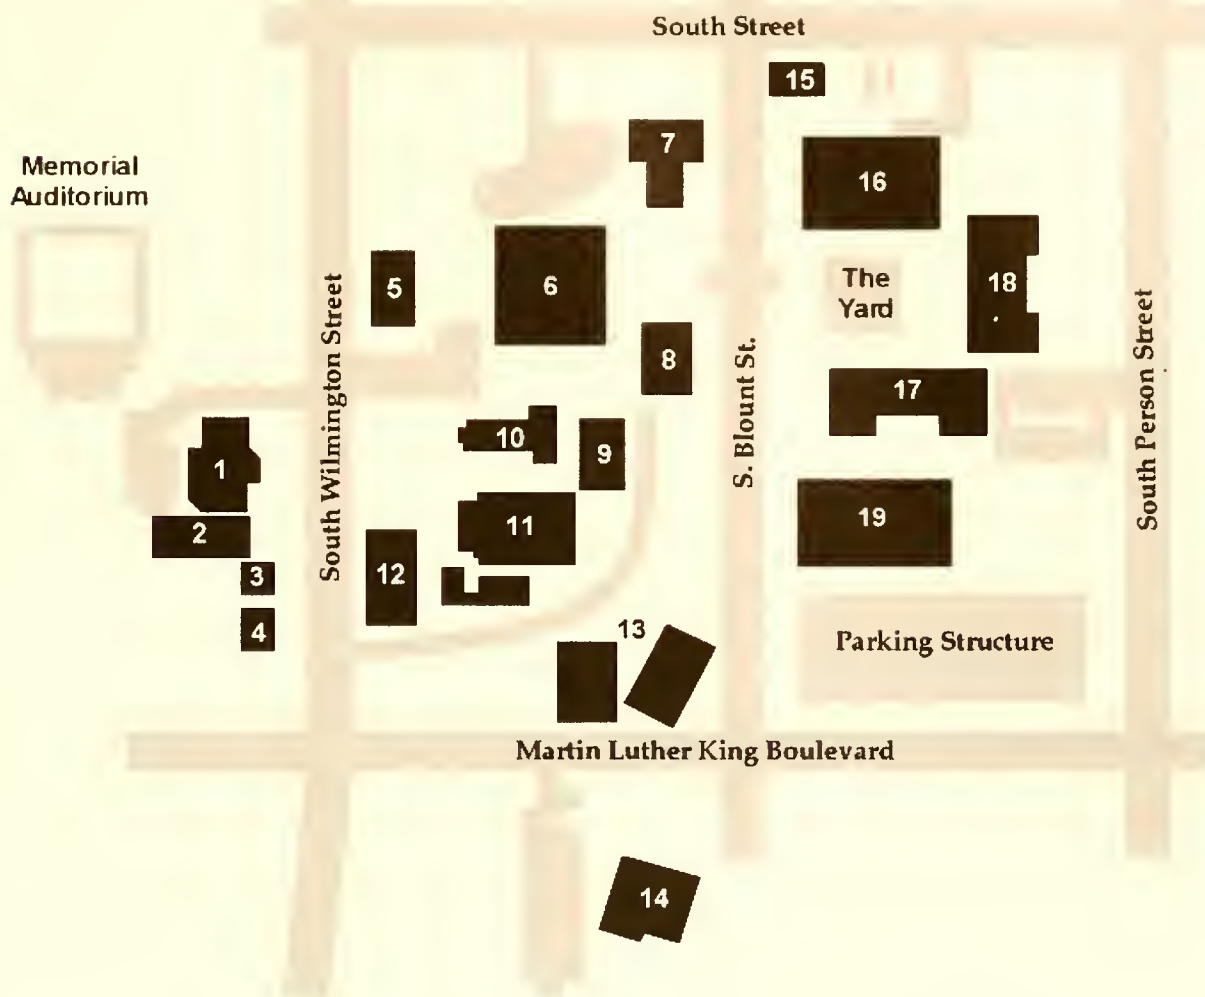 South Street
15
7
Memorial
Auditorium
16
5
6
The
Yard
18
South Wilmington Street
8
S. Blount St.
17
South Person Street
10
9
1
11
19
2
12
3
4
13
Parking Structure
Martin Luther King Boulevard
14